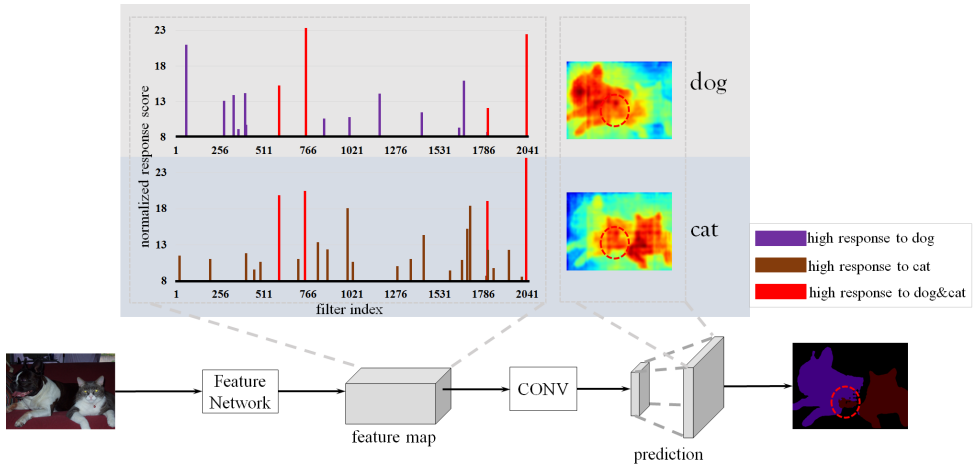 normalized response score
23
18
13
8
1 256 511 766 1021 1276 1531 1786 2041
dog
23
18
13
8
1 256 511 766 1021 1276 1531 1786 2041
filter index
cat
high response to dog
high response to cat
high response to dog&cat
Feature
Network
feature map
CONV
prediction